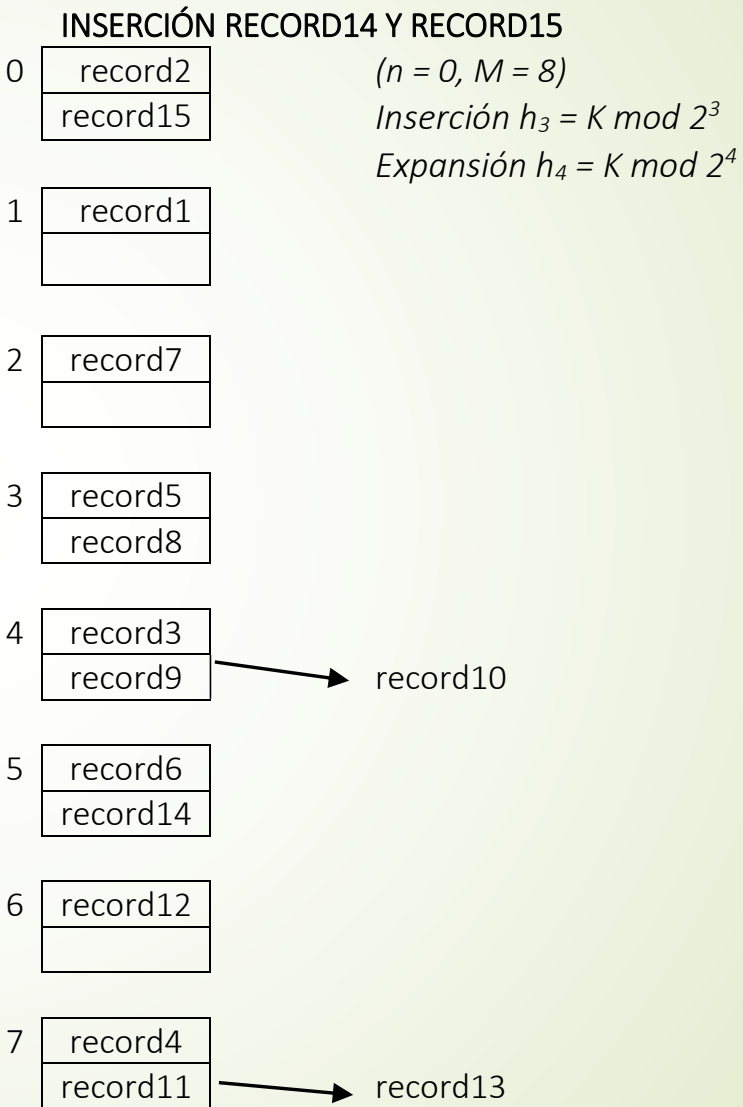 INSERCIÓN RECORD14 Y RECORD15
0 record2 (n = 0, M = 8)
record15 Inserción h₃ = K mod 2³
Expansión h₄ = K mod 2⁴
1 record1
2 record7
3 record5
record8
4 record3
record9 record10
5 record6
record14
6 record12
7 record4
record11 record13